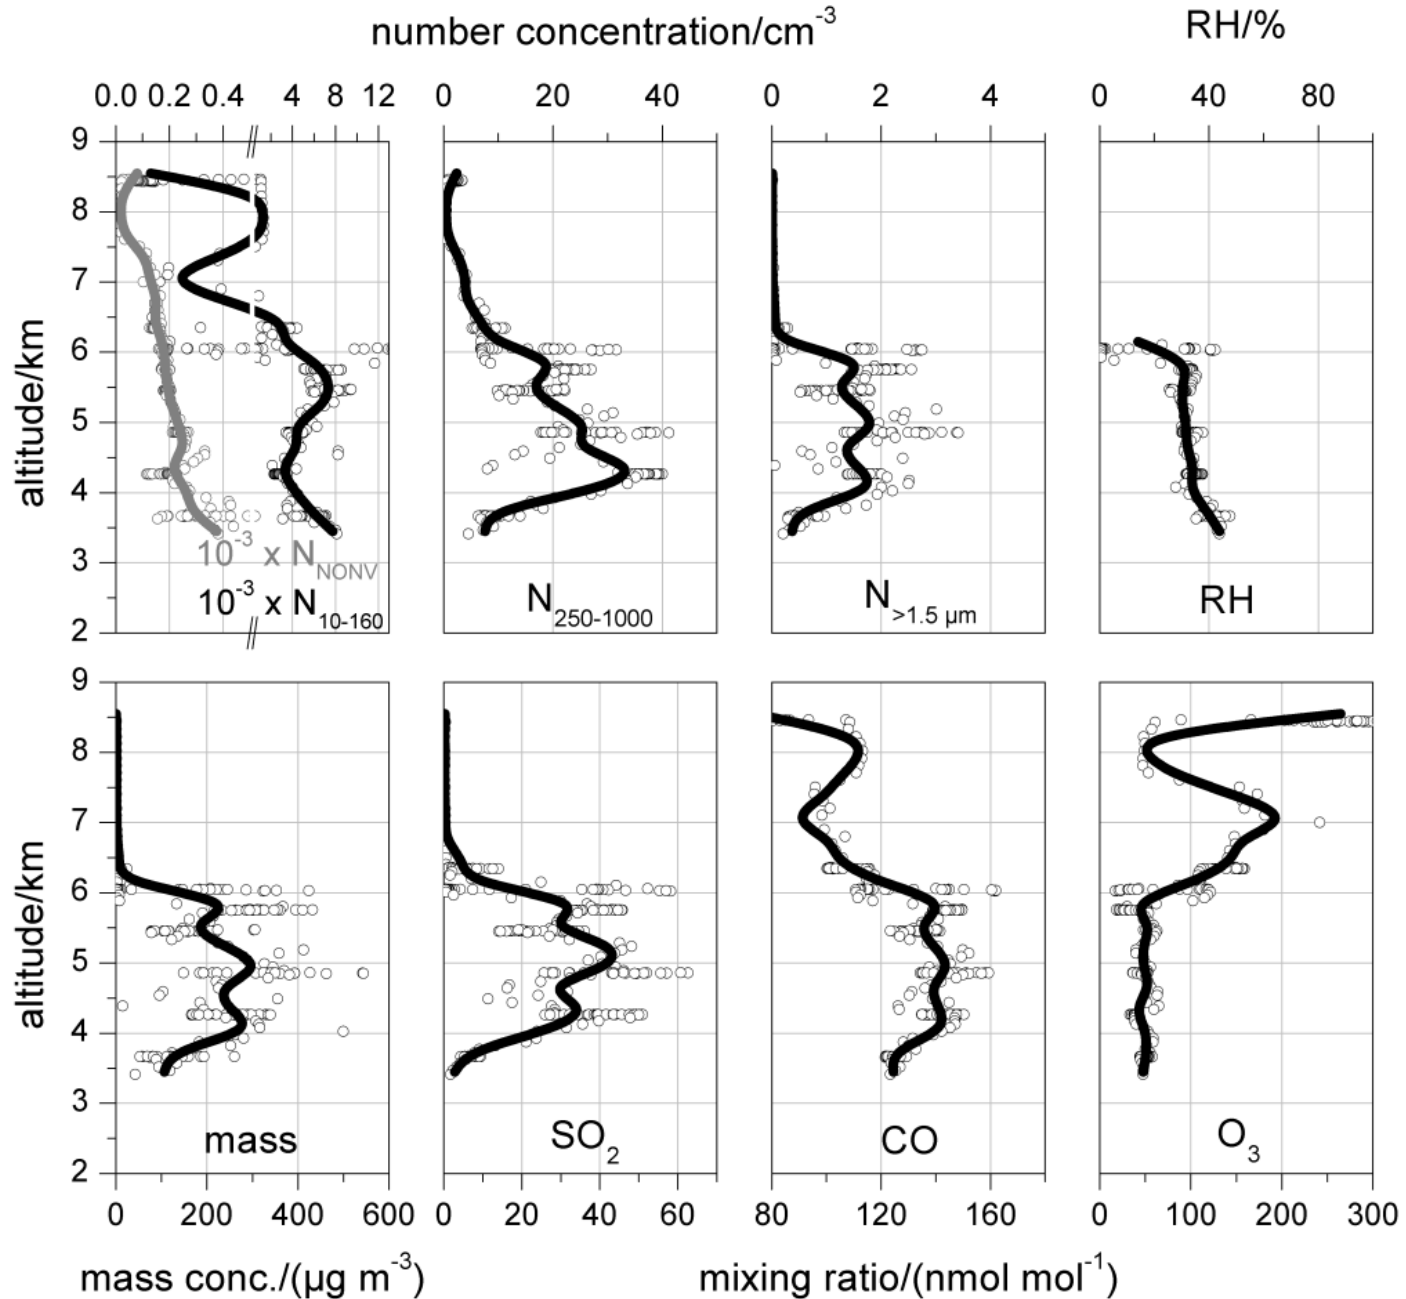 number concentration/cm⁻³ RH/%
0.0 0.2 0.4 4 8 12 0 20 40 0 2 4 0 40 80
9
8
7
6
5
4
3
2
altitude/km
10⁻³ x N_NONV
10⁻³ x N_10-160
N_250-1000
N_>1.5 µm
RH
9
8
7
6
5
4
3
2
altitude/km
mass
SO₂
CO
O₃
0 200 400 600 0 20 40 60 80 120 160 0 100 200 300
mass conc./(µg m⁻³) mixing ratio/(nmol mol⁻¹)